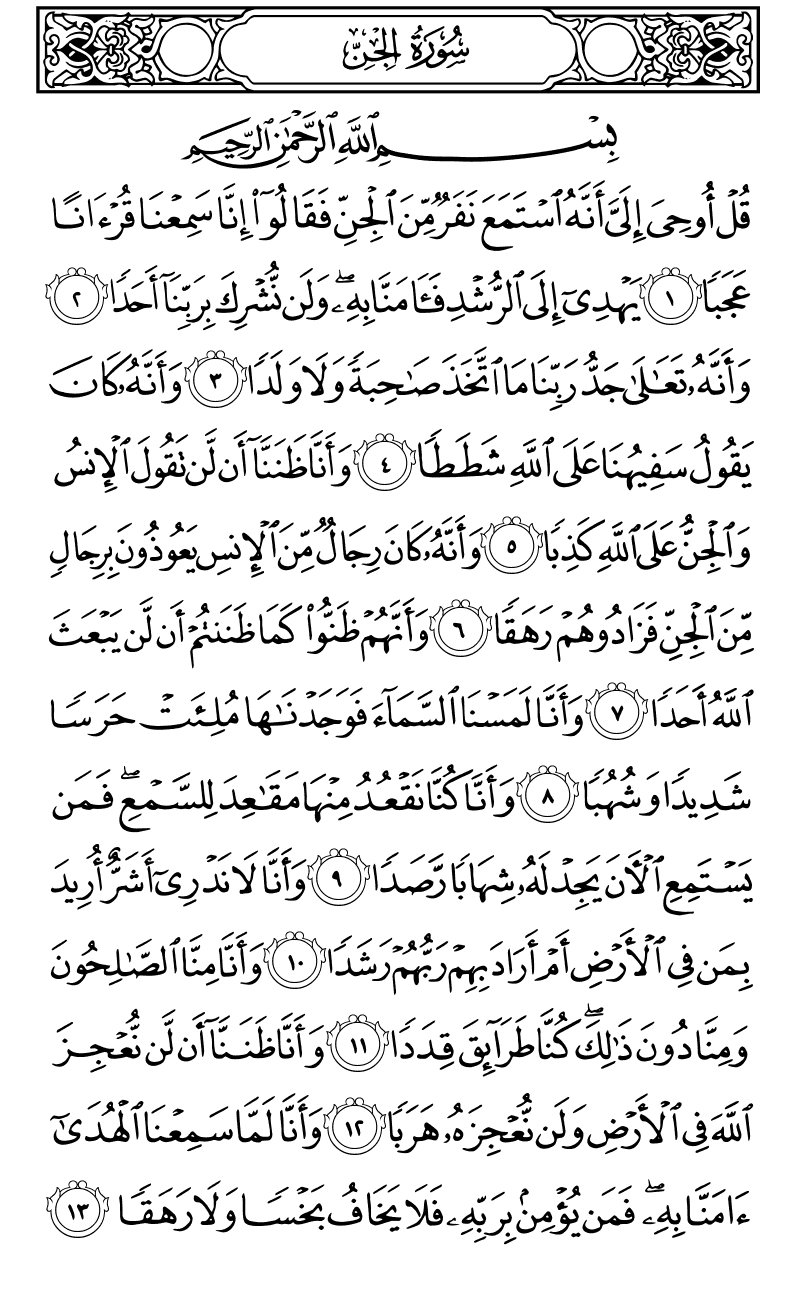 سُورَةُ الجِنِّ
بِسْمِ ٱللَّهِ ٱلرَّحْمَٰنِ ٱلرَّحِيمِ
قُلْ أُوحِىَ إِلَىَّ أَنَّهُ ٱسْتَمَعَ نَفَرٌ مِّنَ ٱلْجِنِّ فَقَالُوٓا۟ إِنَّا سَمِعْنَا قُرْءَانًا
عَجَبًا ١ يَهْدِىٓ إِلَى ٱلرُّشْدِ فَـَٔامَنَّا بِهِۦ ۖ وَلَن نُّشْرِكَ بِرَبِّنَآ أَحَدًا ٢
وَأَنَّهُۥ تَعَٰلَىٰ جَدُّ رَبِّنَا مَا ٱتَّخَذَ صَٰحِبَةً وَلَا وَلَدًا ٣ وَأَنَّهُۥ كَانَ
يَقُولُ سَفِيهُنَا عَلَى ٱللَّهِ شَطَطًا ٤ وَأَنَّا ظَنَنَّآ أَن لَّن تَقُولَ ٱلْإِنسُ
وَٱلْجِنُّ عَلَى ٱللَّهِ كَذِبًا ٥ وَأَنَّهُۥ كَانَ رِجَالٌ مِّنَ ٱلْإِنسِ يَعُوذُونَ بِرِجَالٍ
مِّنَ ٱلْجِنِّ فَزَادُوهُمْ رَهَقًا ٦ وَأَنَّهُمْ ظَنُّوا۟ كَمَا ظَنَنتُمْ أَن لَّن يَبْعَثَ
ٱللَّهُ أَحَدًا ٧ وَأَنَّا لَمَسْنَا ٱلسَّمَآءَ فَوَجَدْنَٰهَا مُلِئَتْ حَرَسًا
شَدِيدًا وَشُهُبًا ٨ وَأَنَّا كُنَّا نَقْعُدُ مِنْهَا مَقَٰعِدَ لِلسَّمْعِ ۖ فَمَن
يَسْتَمِعِ ٱلْـَٔانَ يَجِدْ لَهُۥ شِهَابًا رَّصَدًا ٩ وَأَنَّا لَا نَدْرِىٓ أَشَرٌّ أُرِيدَ
بِمَن فِى ٱلْأَرْضِ أَمْ أَرَادَ بِهِمْ رَبُّهُمْ رَشَدًا ١٠ وَأَنَّا مِنَّا ٱلصَّٰلِحُونَ
وَمِنَّا دُونَ ذَٰلِكَ ۖ كُنَّا طَرَآئِقَ قِدَدًا ١١ وَأَنَّا ظَنَنَّآ أَن لَّن نُّعْجِزَ
ٱللَّهَ فِى ٱلْأَرْضِ وَلَن نُّعْجِزَهُۥ هَرَبًا ١٢ وَأَنَّا لَمَّا سَمِعْنَا ٱلْهُدَىٰٓ
ءَامَنَّا بِهِۦ ۖ فَمَن يُؤْمِنۢ بِرَبِّهِۦ فَلَا يَخَافُ بَخْسًا وَلَا رَهَقًا ١٣